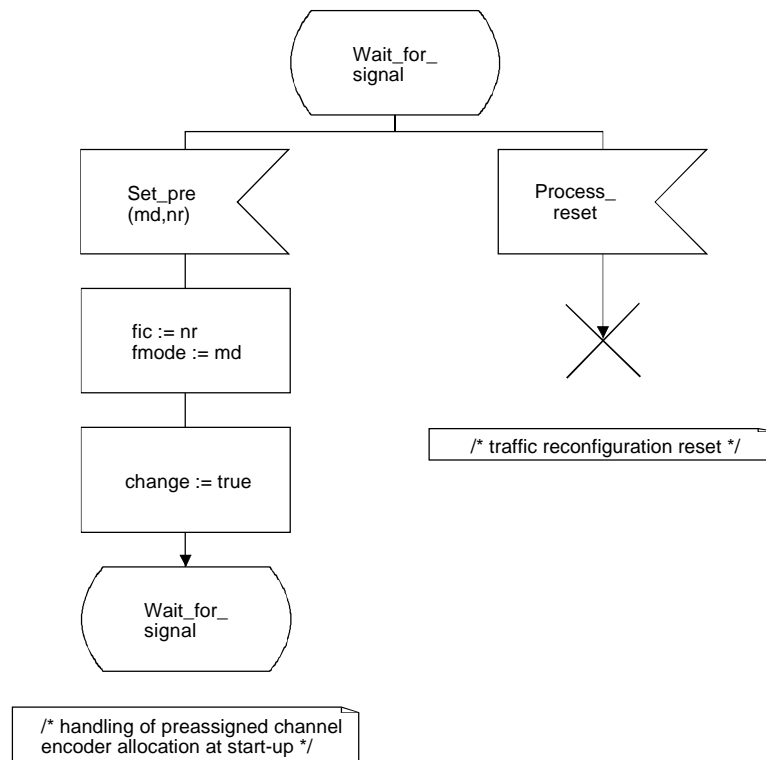 Wait_for_
signal
Set_pre
(md,nr)
Process_
reset
fic := nr
fmode := md
/* traffic reconfiguration reset */
change := true
Wait_for_
signal
/* handling of preassigned channel
encoder allocation at start-up */